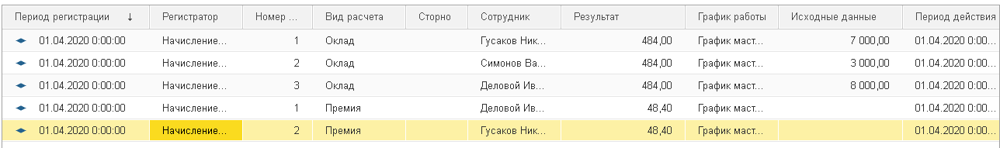 Период регистрации ↓ Регистратор Номер ... Вид расчета Сторно Сотрудник Результат График работы Исходные данные Период действия
01.04.2020 0:00:00 Начисление... 1 Оклад Гусаков Ник... 484,00 График маст... 7 000,00 01.04.2020 0:00...
01.04.2020 0:00:00 Начисление... 2 Оклад Симонов Ва... 484,00 График маст... 3 000,00 01.04.2020 0:00...
01.04.2020 0:00:00 Начисление... 3 Оклад Деловой Ив... 484,00 График маст... 8 000,00 01.04.2020 0:00...
01.04.2020 0:00:00 Начисление... 1 Премия Деловой Ив... 48,40 График маст... 01.04.2020 0:00...
01.04.2020 0:00:00 Начисление... 2 Премия Гусаков Ник... 48,40 График маст... 01.04.2020 0:00...